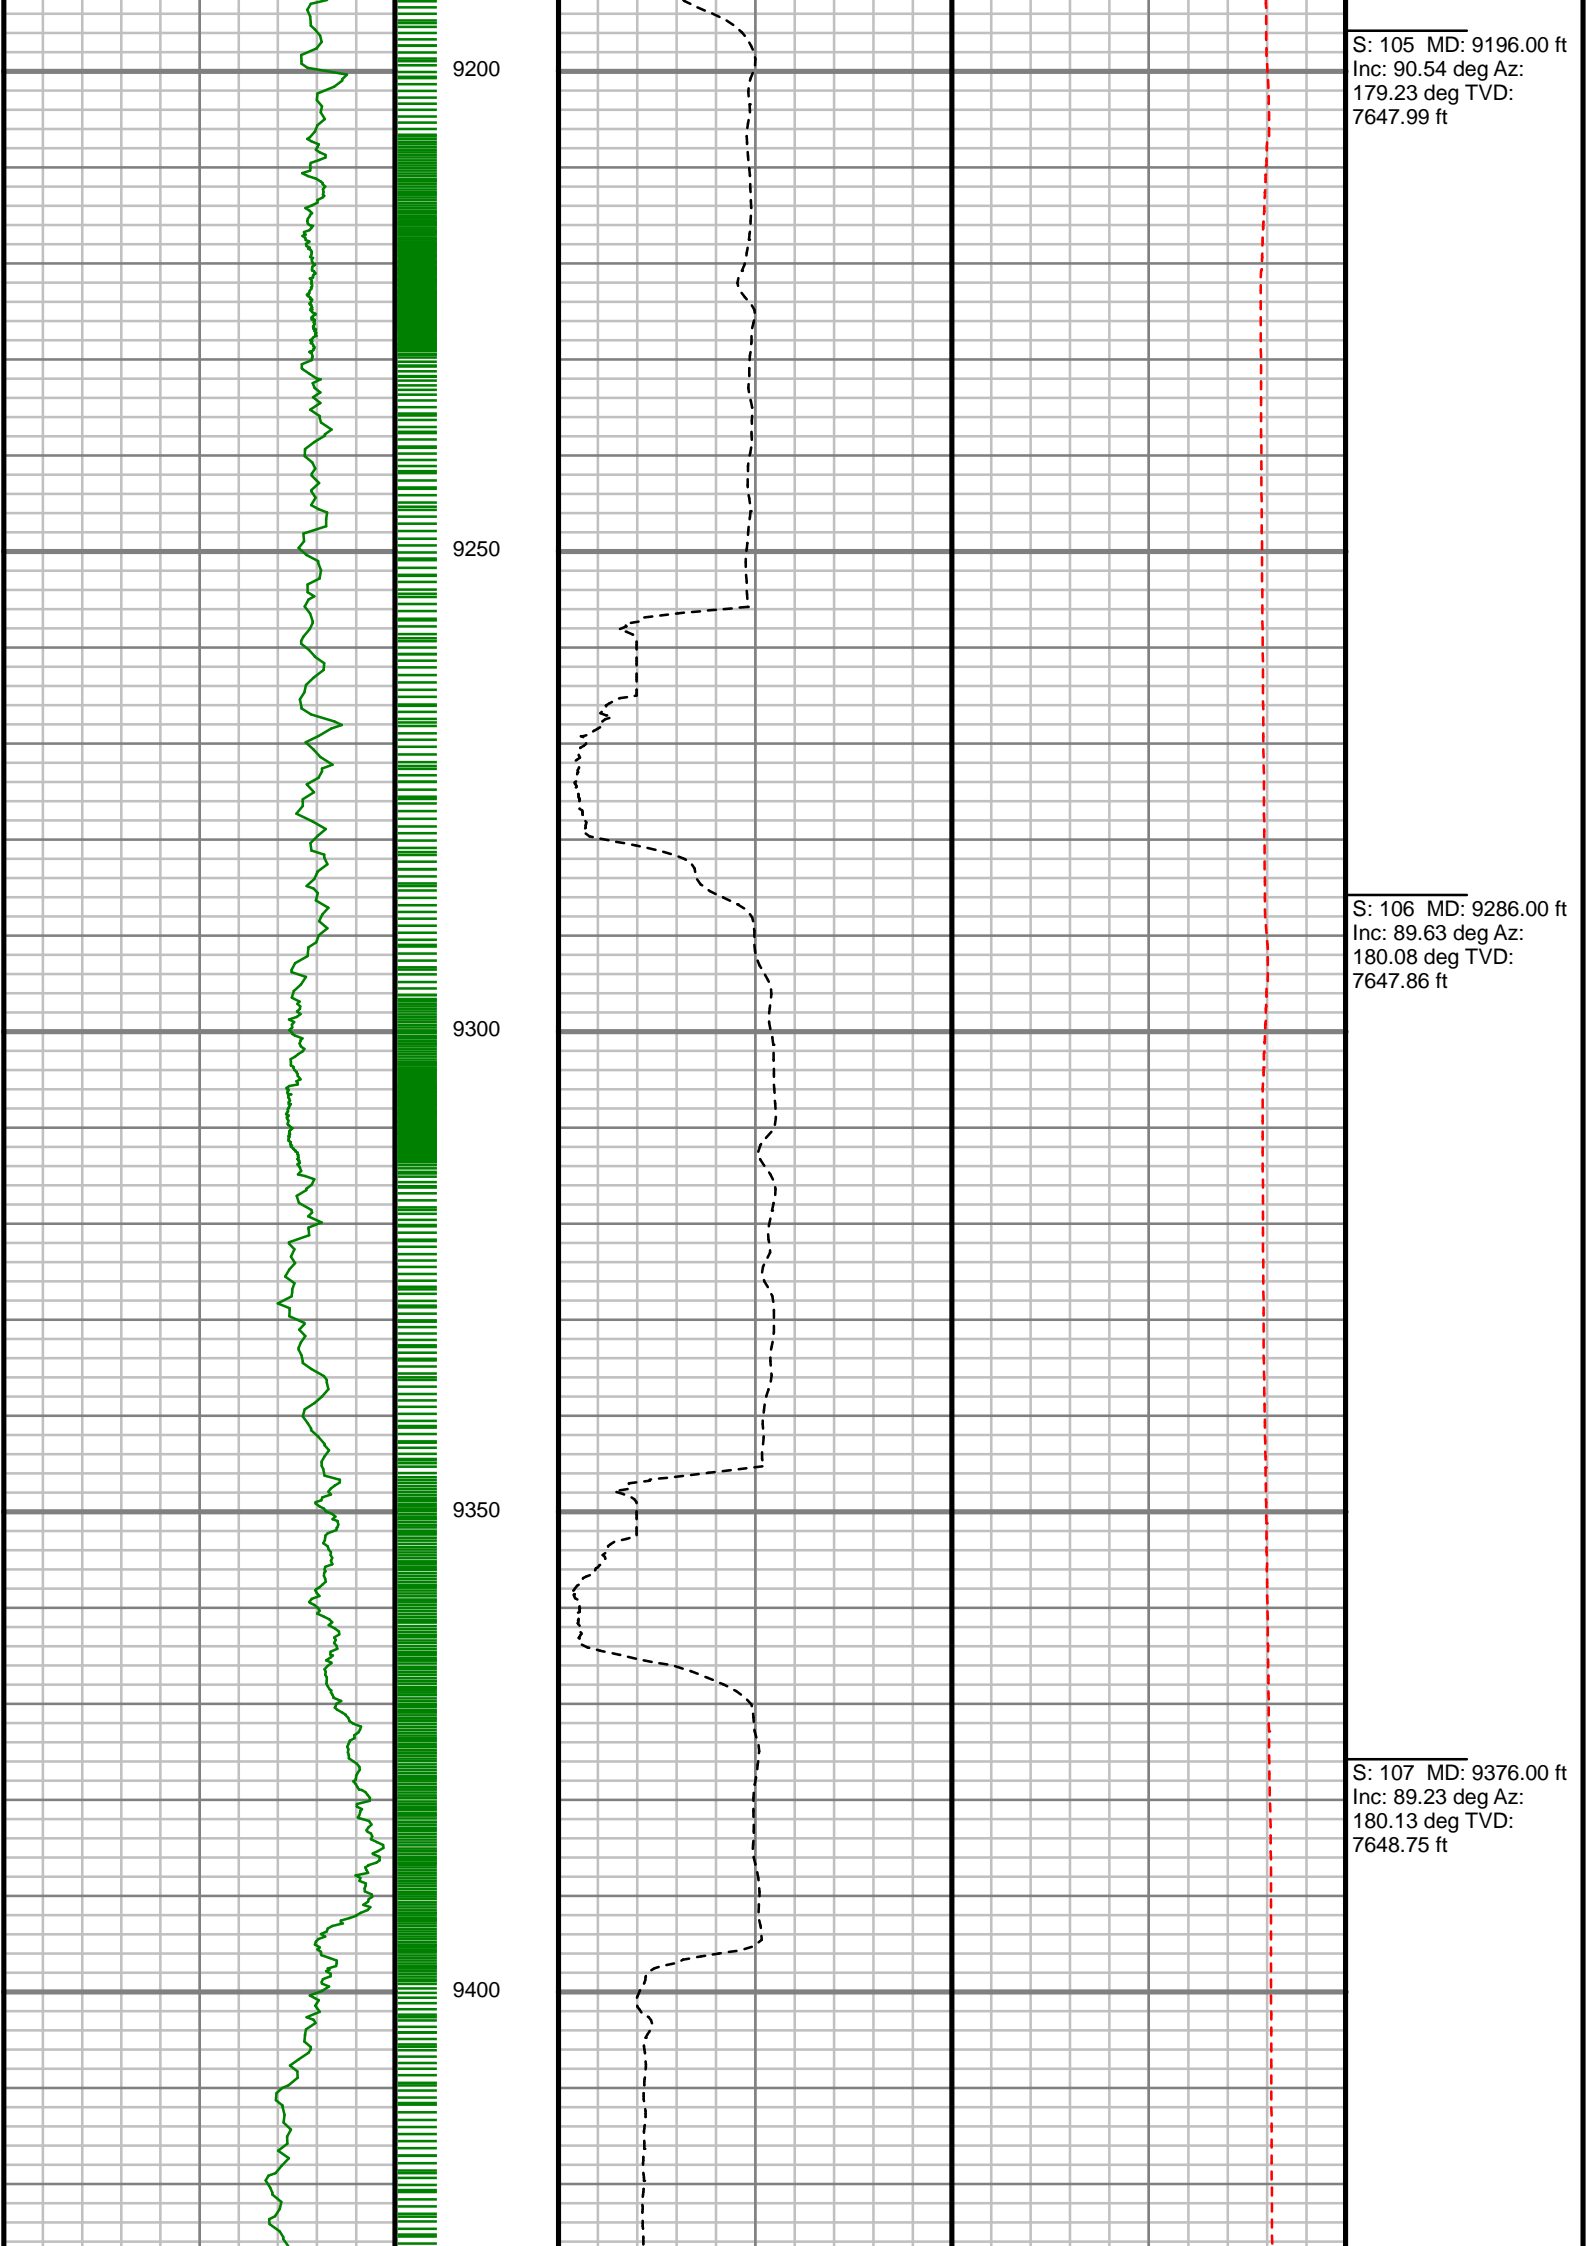 S: 105 MD: 9196.00 ft
Inc: 90.54 deg Az:
179.23 deg TVD:
7647.99 ft
9200
9250
S: 106 MD: 9286.00 ft
Inc: 89.63 deg Az:
180.08 deg TVD:
7647.86 ft
9300
9350
S: 107 MD: 9376.00 ft
Inc: 89.23 deg Az:
180.13 deg TVD:
7648.75 ft
9400